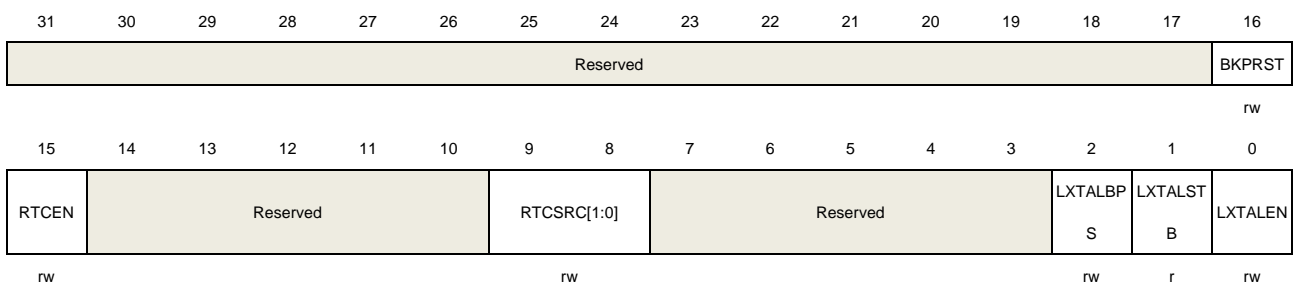 31 30 29 28 27 26 25 24 23 22 21 20 19 18 17 16
Reserved BKPRST
rw
15 14 13 12 11 10 9 8 7 6 5 4 3 2 1 0
RTCEN Reserved RTCSRC[1:0] Reserved LXTALBP LXTALST LXTALEN
S B
rw rw rw r rw